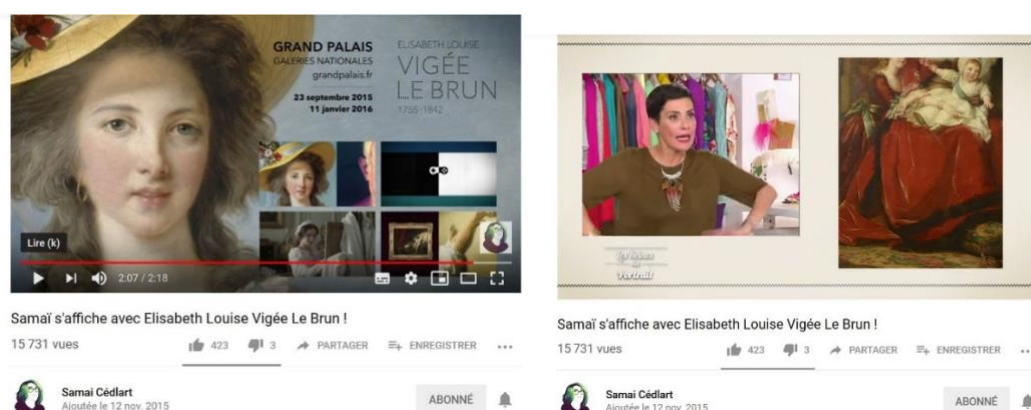 GRAND PALAIS
GALERIES NATIONALES
grandpalais.fr
23 septembre 2015
11 janvier 2016
ELISABETH LOUISE
VIGÉE
LE BRUN
1755-1842
Lire (k)
2:07 / 2:18
Samaï s'affiche avec Elisabeth Louise Vigée Le Brun !
15 731 vues
423
3
PARTAGER
ENREGISTRER
Samai Cédlart
Ajoutée le 12 nov. 2015
ABONNÉ
Portrait
Samaï s'affiche avec Elisabeth Louise Vigée Le Brun !
15 731 vues
423
3
PARTAGER
ENREGISTRER
Samai Cédlart
Ajoutée le 12 nov. 2015
ABONNÉ